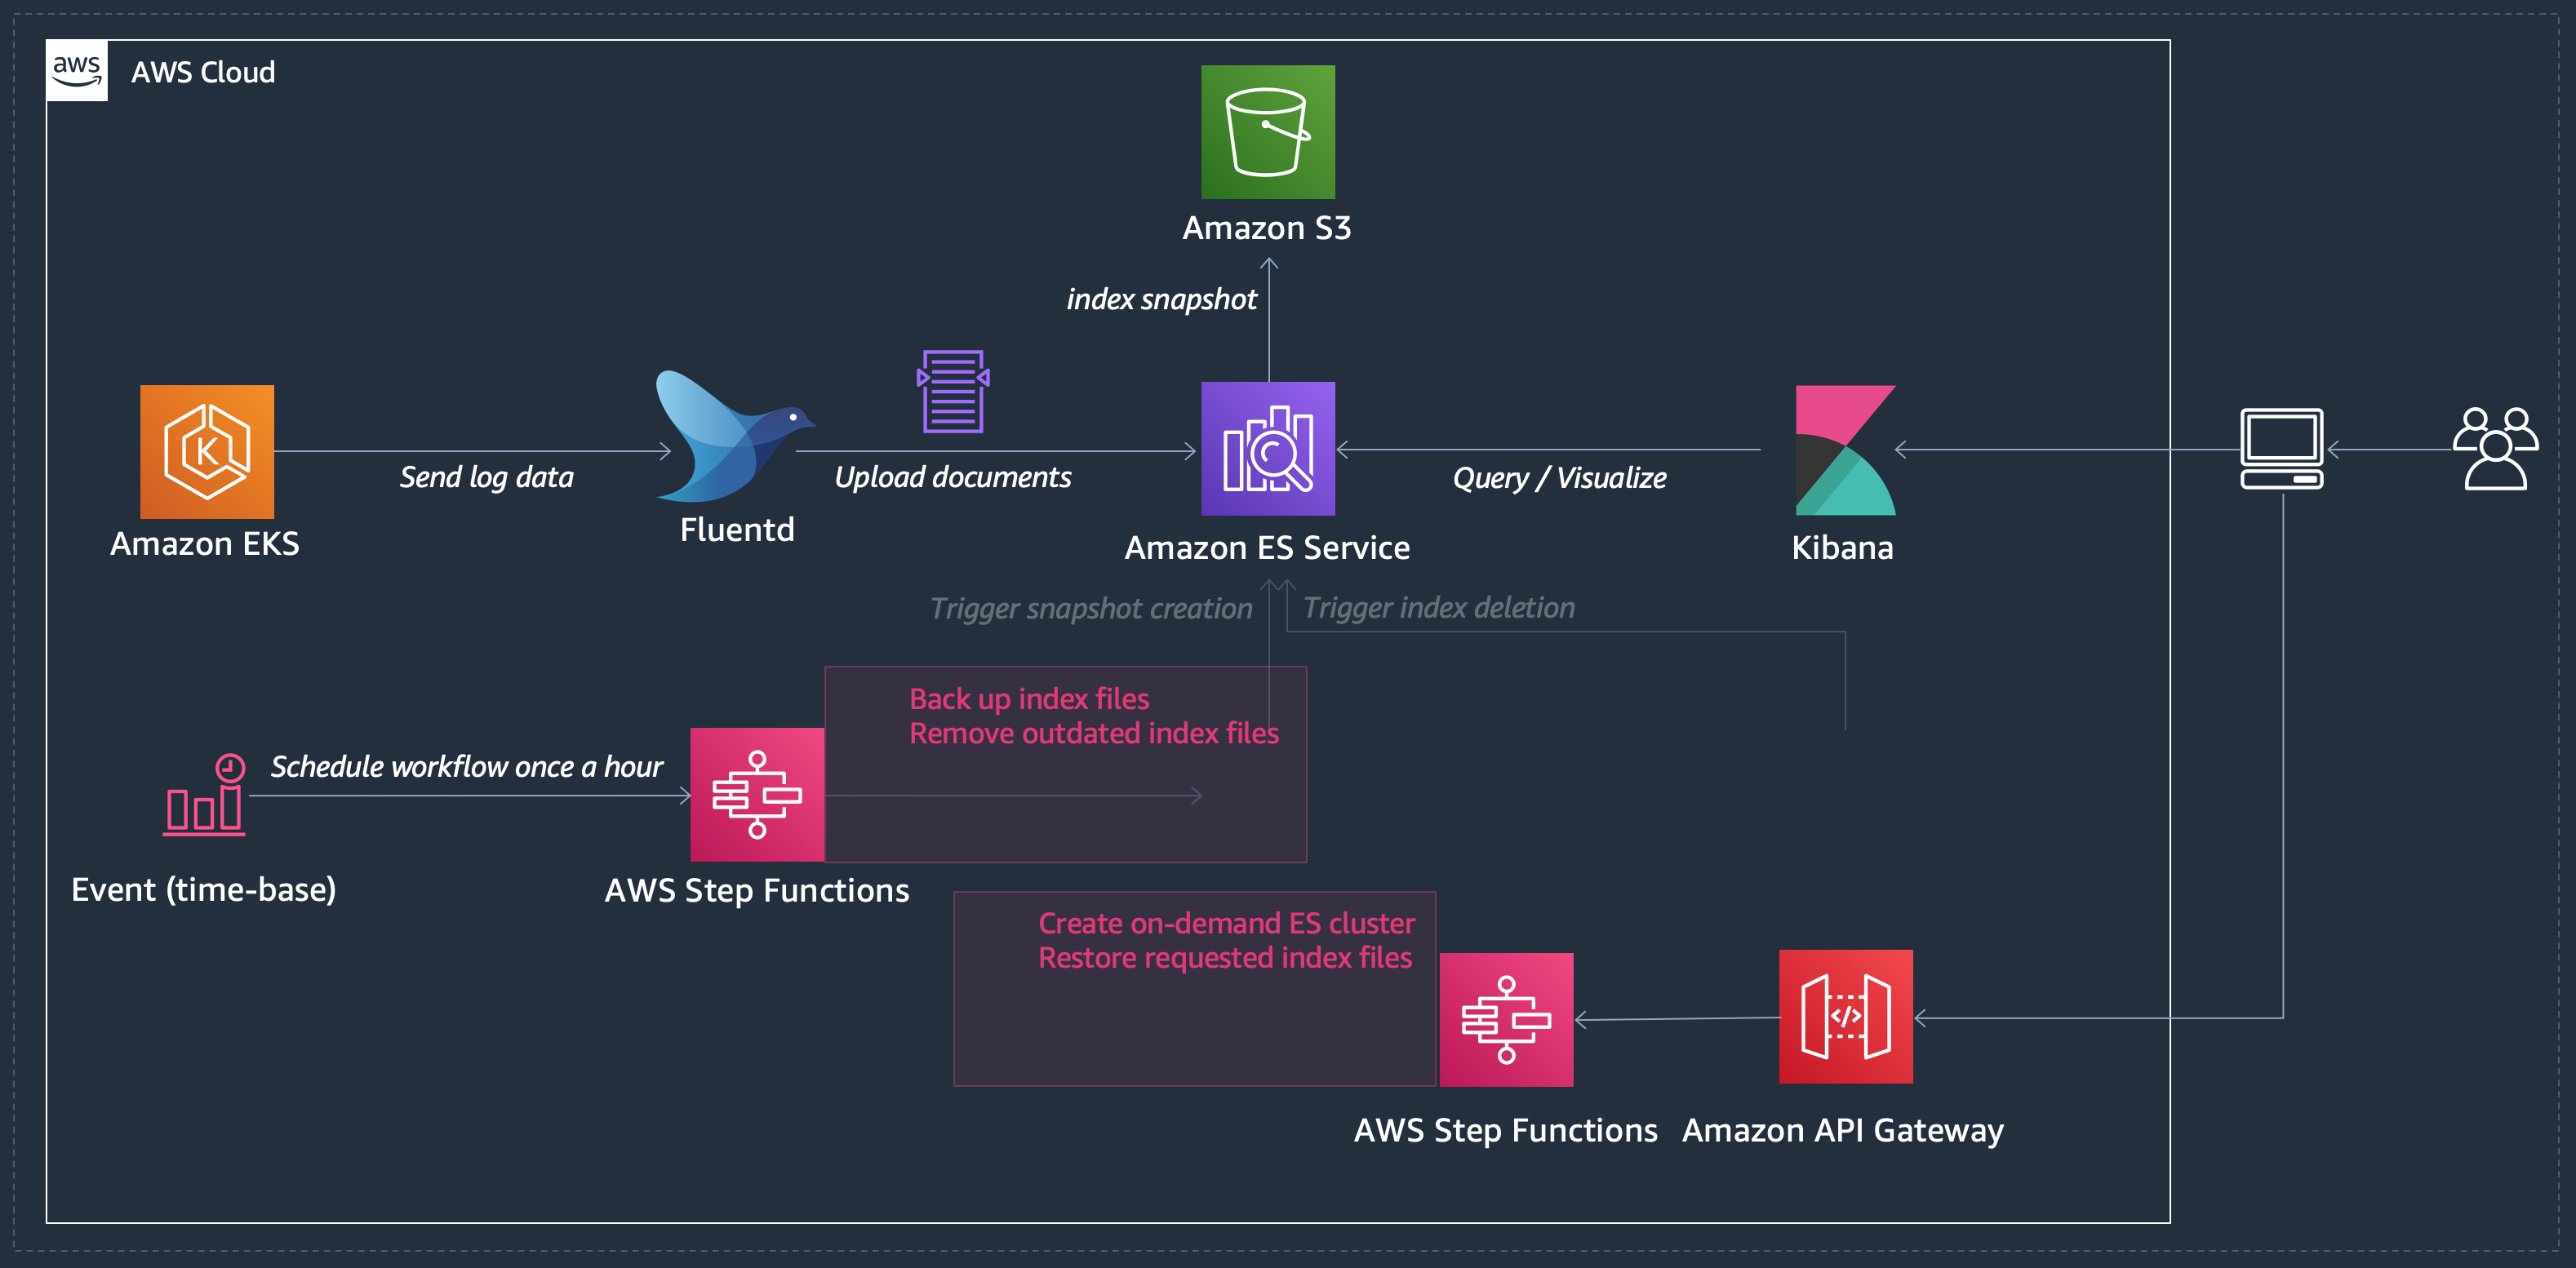 aws
AWS Cloud
Amazon S3
index snapshot
K
Send log data
Upload documents
Query / Visualize
Amazon EKS
Fluentd
Amazon ES Service
Kibana
Trigger snapshot creation
Trigger index deletion
Back up index files
Remove outdated index files
Schedule workflow once a hour
Event (time-base)
AWS Step Functions
Create on-demand ES cluster
Restore requested index files
</>
AWS Step Functions
Amazon API Gateway